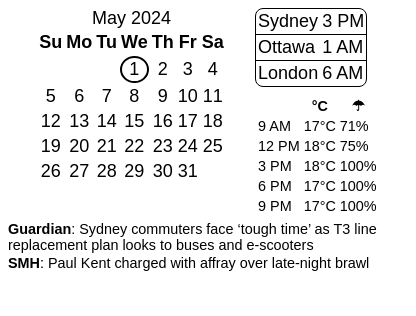 May 2024
Su Mo Tu We Th Fr Sa
1 2 3 4
5 6 7 8 9 10 11
12 13 14 15 16 17 18
19 20 21 22 23 24 25
26 27 28 29 30 31
Sydney 3 PM
Ottawa 1 AM
London 6 AM
°C ☂
9 AM 17°C 71%
12 PM 18°C 75%
3 PM 18°C 100%
6 PM 17°C 100%
9 PM 17°C 100%
Guardian: Sydney commuters face ‘tough time’ as T3 line
replacement plan looks to buses and e-scooters
SMH: Paul Kent charged with affray over late-night brawl